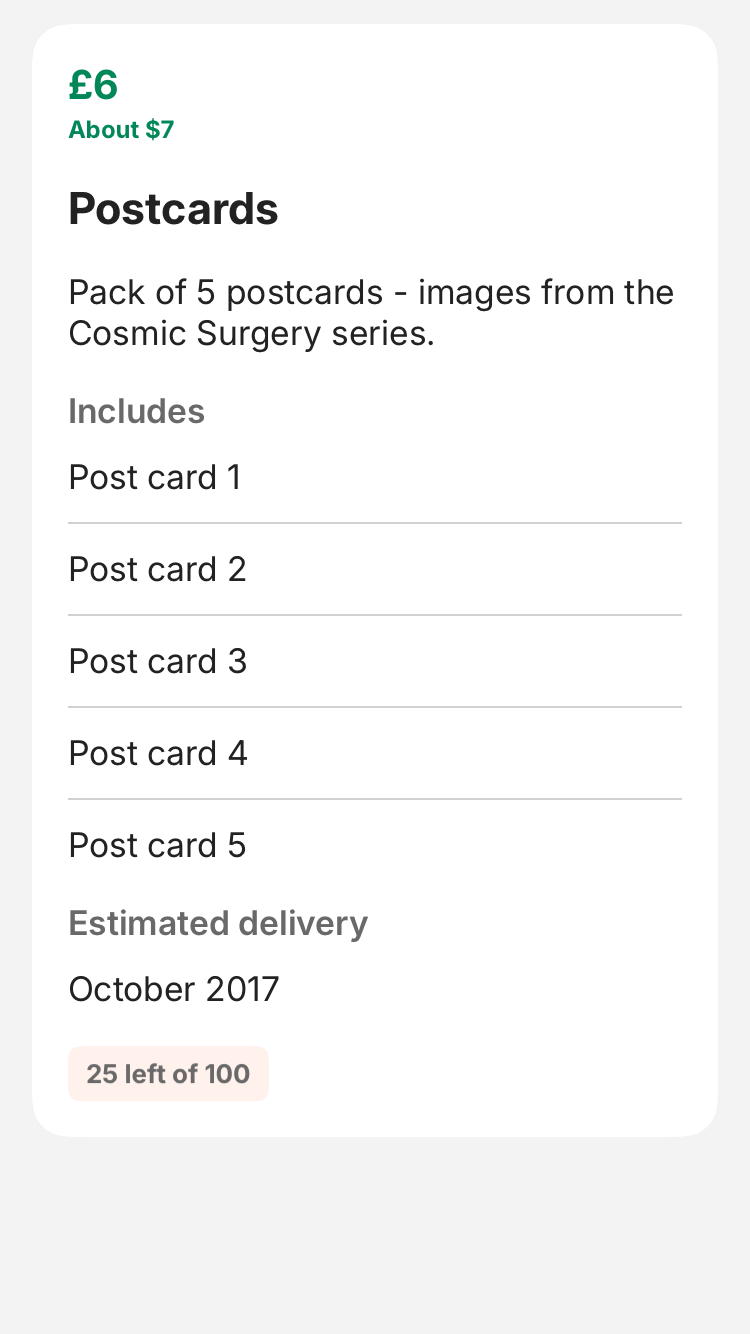 £6
About $7
Postcards
Pack of 5 postcards - images from the
Cosmic Surgery series.
Includes
Post card 1
Post card 2
Post card 3
Post card 4
Post card 5
Estimated delivery
October 2017
25 left of 100